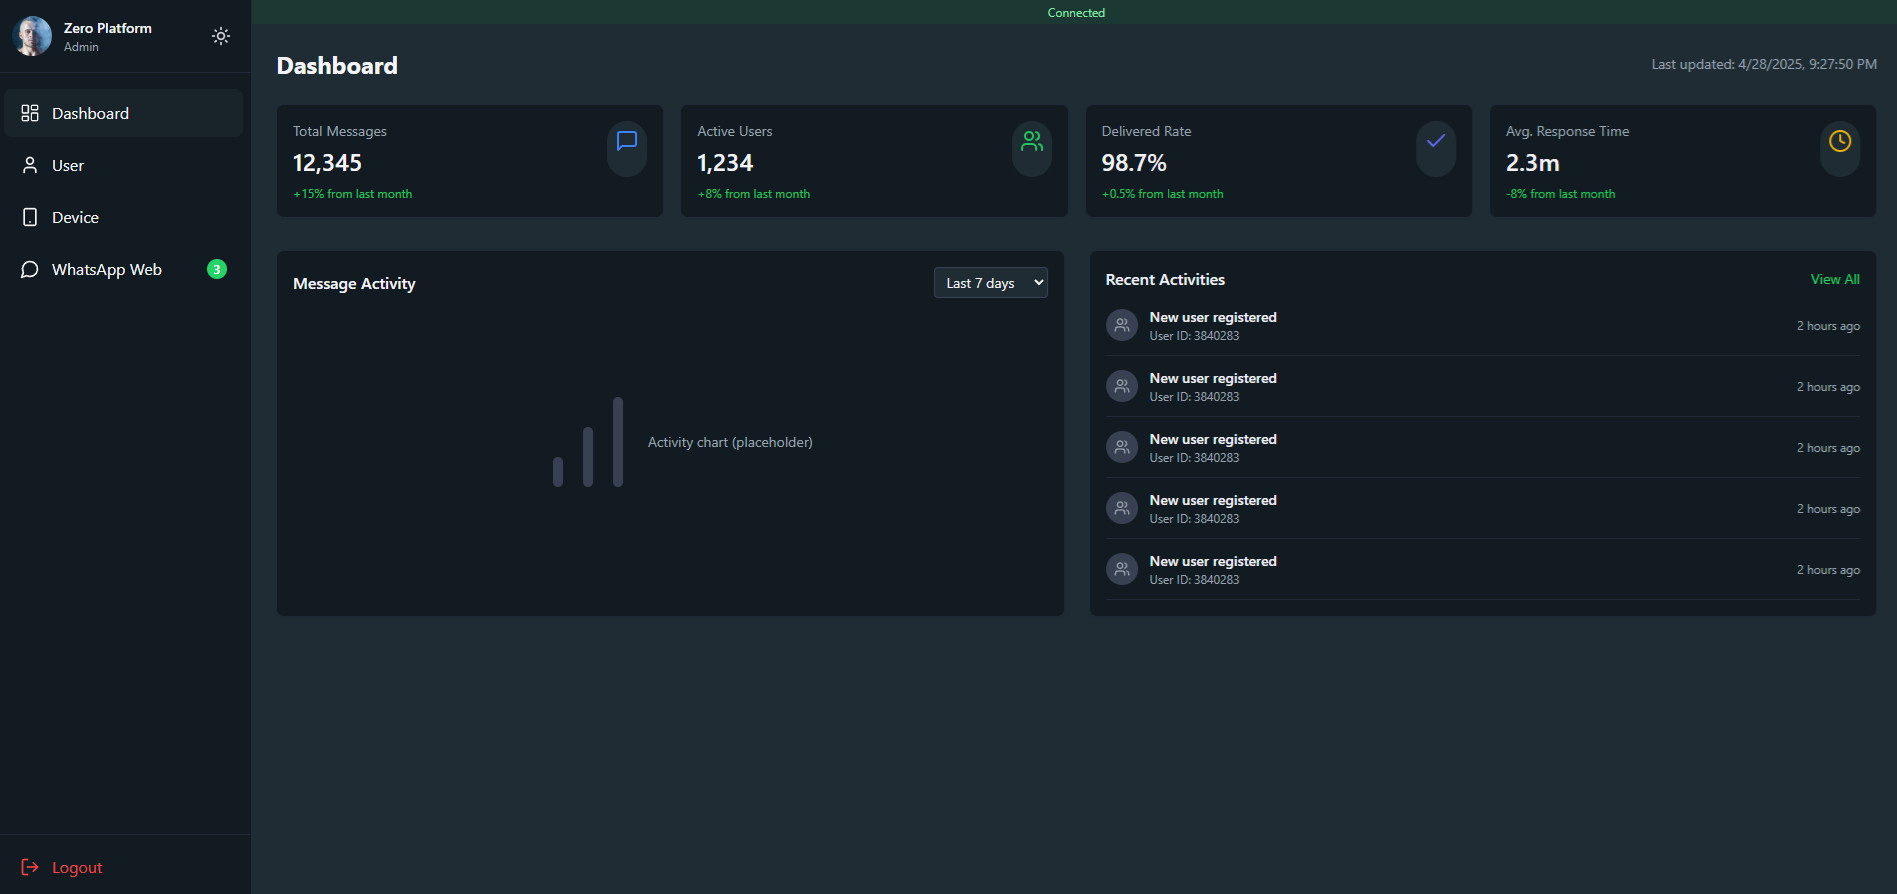 Zero Platform
Admin
Dashboard
User
Device
WhatsApp Web 3
Logout
Connected
Dashboard
Last updated: 4/28/2025, 9:27:50 PM
Total Messages
12,345
+15% from last month
Active Users
1,234
+8% from last month
Delivered Rate
98.7%
+0.5% from last month
Avg. Response Time
2.3m
-8% from last month
Message Activity
Last 7 days
Activity chart (placeholder)
Recent Activities
View All
New user registered
User ID: 3840283
2 hours ago
New user registered
User ID: 3840283
2 hours ago
New user registered
User ID: 3840283
2 hours ago
New user registered
User ID: 3840283
2 hours ago
New user registered
User ID: 3840283
2 hours ago